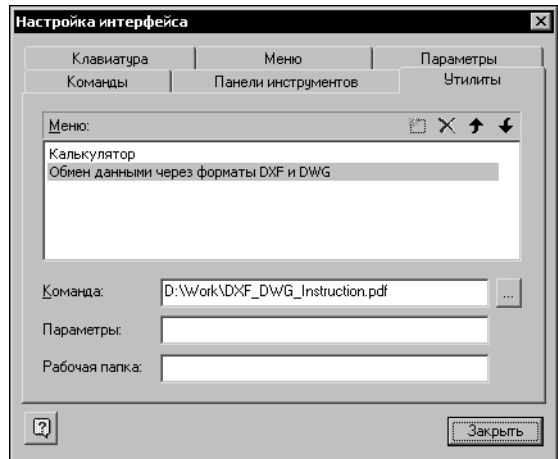 Настройка интерфейса
Клавиатура Меню Параметры
Команды Панели инструментов Утилиты
Меню:
Калькулятор
Обмен данными через форматы DXF и DWG
Команда: D:\Work\DXF_DWG_Instruction.pdf ...
Параметры:
Рабочая папка:
Закрыть